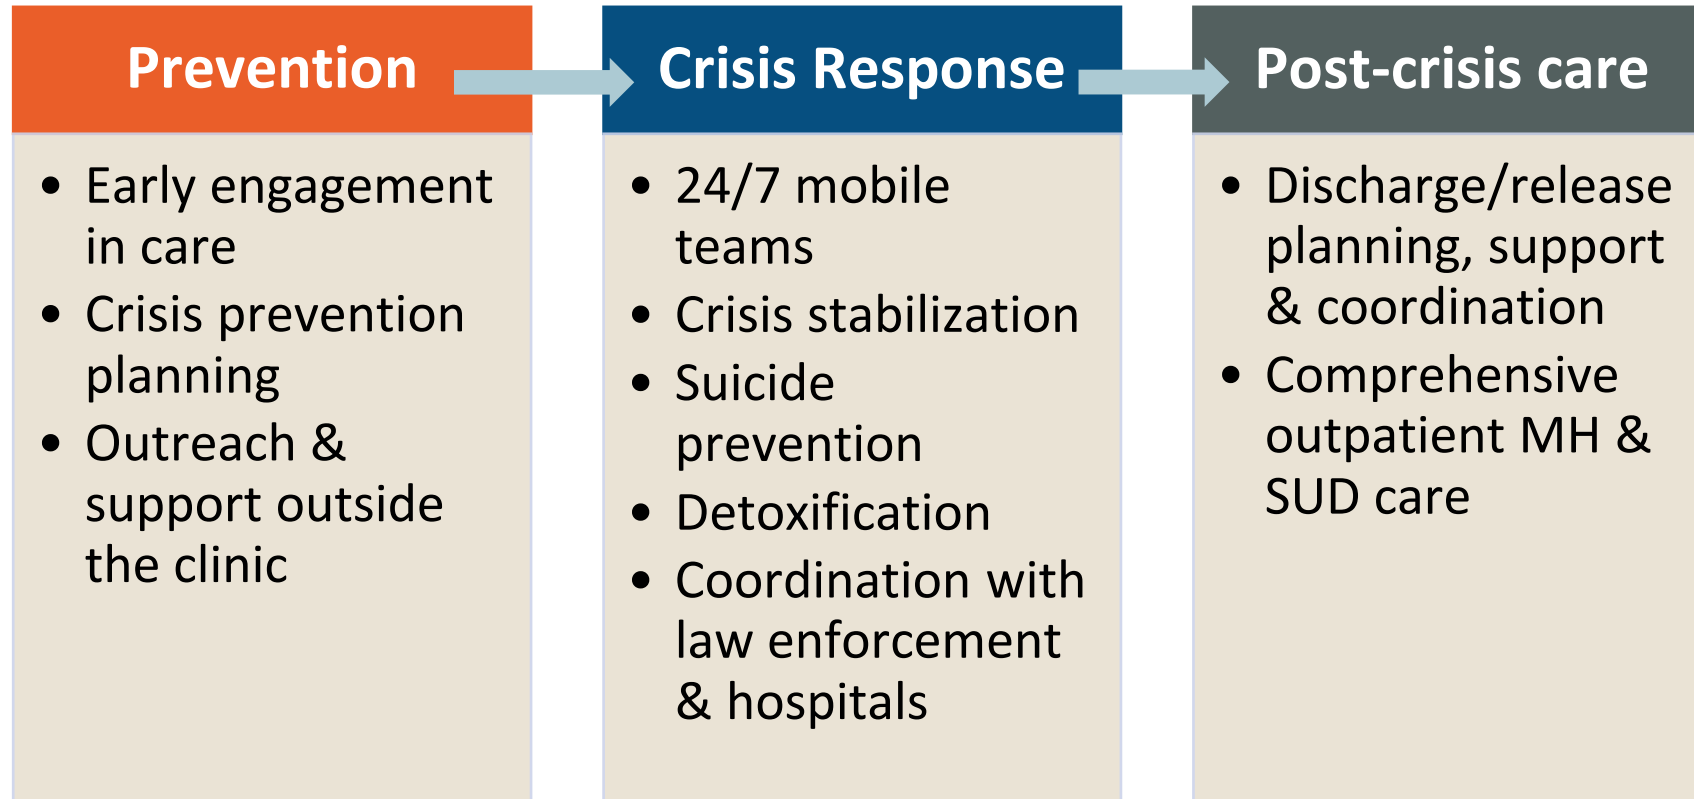 Prevention
• Early engagement
in care
• Crisis prevention
planning
• Outreach &
support outside
the clinic
Crisis Response
• 24/7 mobile
teams
• Crisis stabilization
• Suicide
prevention
• Detoxification
• Coordination with
law enforcement
& hospitals
Post-crisis care
• Discharge/release
planning, support
& coordination
• Comprehensive
outpatient MH &
SUD care